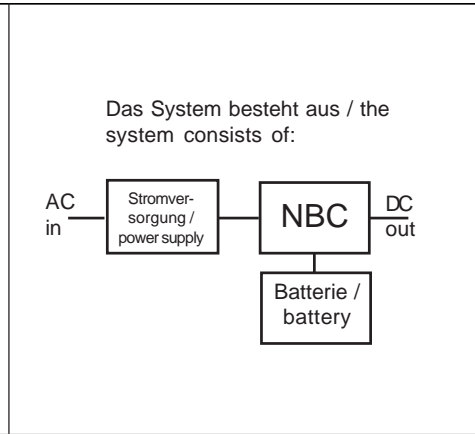 Das System besteht aus / the
system consists of:
AC
in
Stromver-
sorgung /
power supply
NBC
DC
out
Batterie /
battery